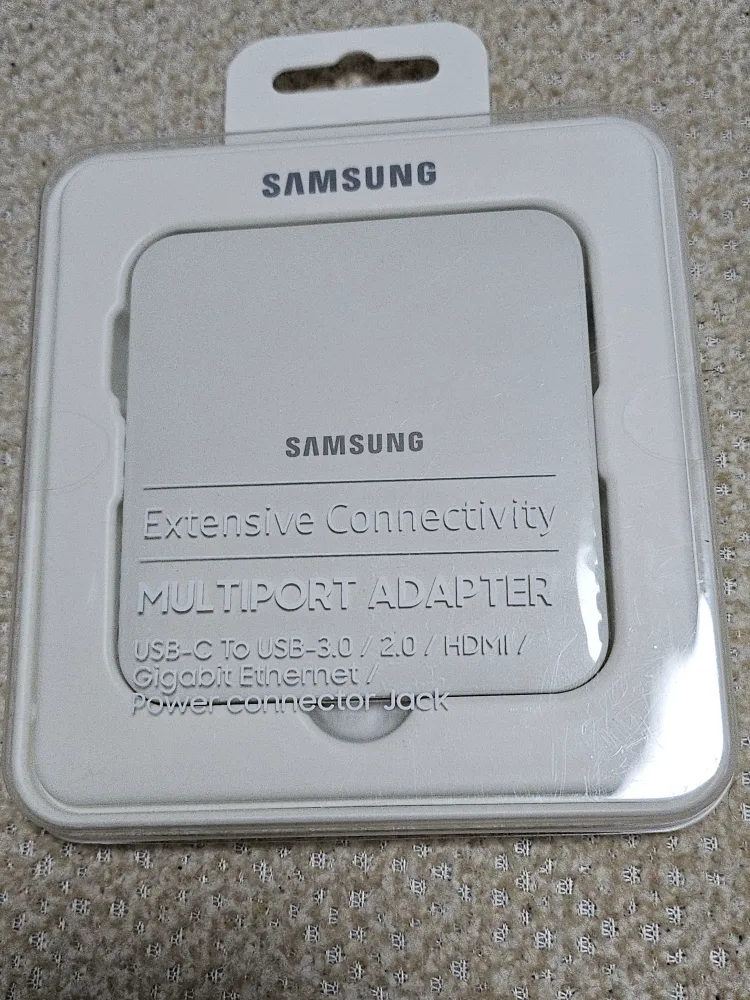 SAMSUNG
SAMSUNG
Extensive Connectivity
MULTIPORT ADAPTER
USB-C To USB-3.0 / 2.0 / HDMI /
Gigabit Ethernet /
Power connector Jack